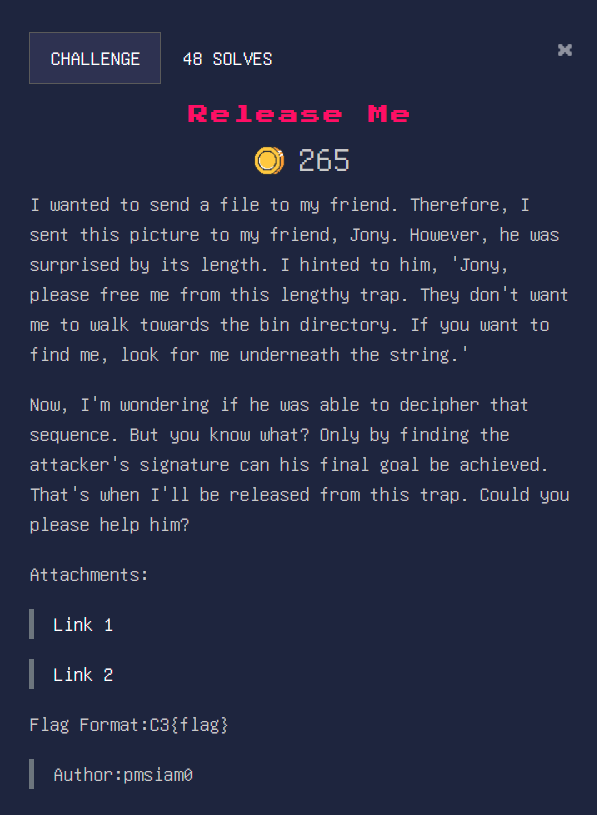 CHALLENGE
48 SOLVES
Release Me
265
I wanted to send a file to my friend. Therefore, I
sent this picture to my friend, Jony. However, he was
surprised by its length. I hinted to him, 'Jony,
please free me from this lengthy trap. They don't want
me to walk towards the bin directory. If you want to
find me, look for me underneath the string.'
Now, I'm wondering if he was able to decipher that
sequence. But you know what? Only by finding the
attacker's signature can his final goal be achieved.
That's when I'll be released from this trap. Could you
please help him?
Attachments:
Link 1
Link 2
Flag Format:C3{flag}
Author:pmsiam0